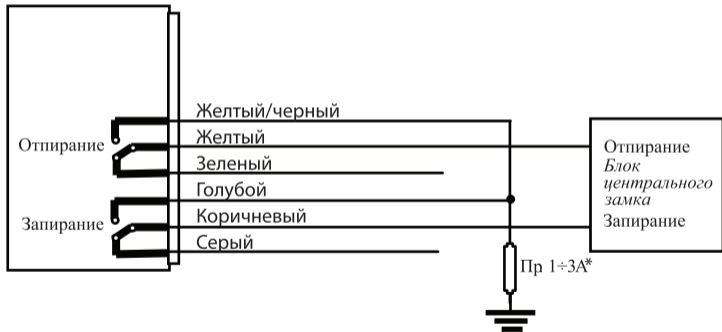 Желтый/черный
Отпирание
Желтый
Зеленый
Голубой
Запирание
Коричневый
Серый
Отпирание
Блок
центрального
замка
Запирание
Пр 1÷3А*